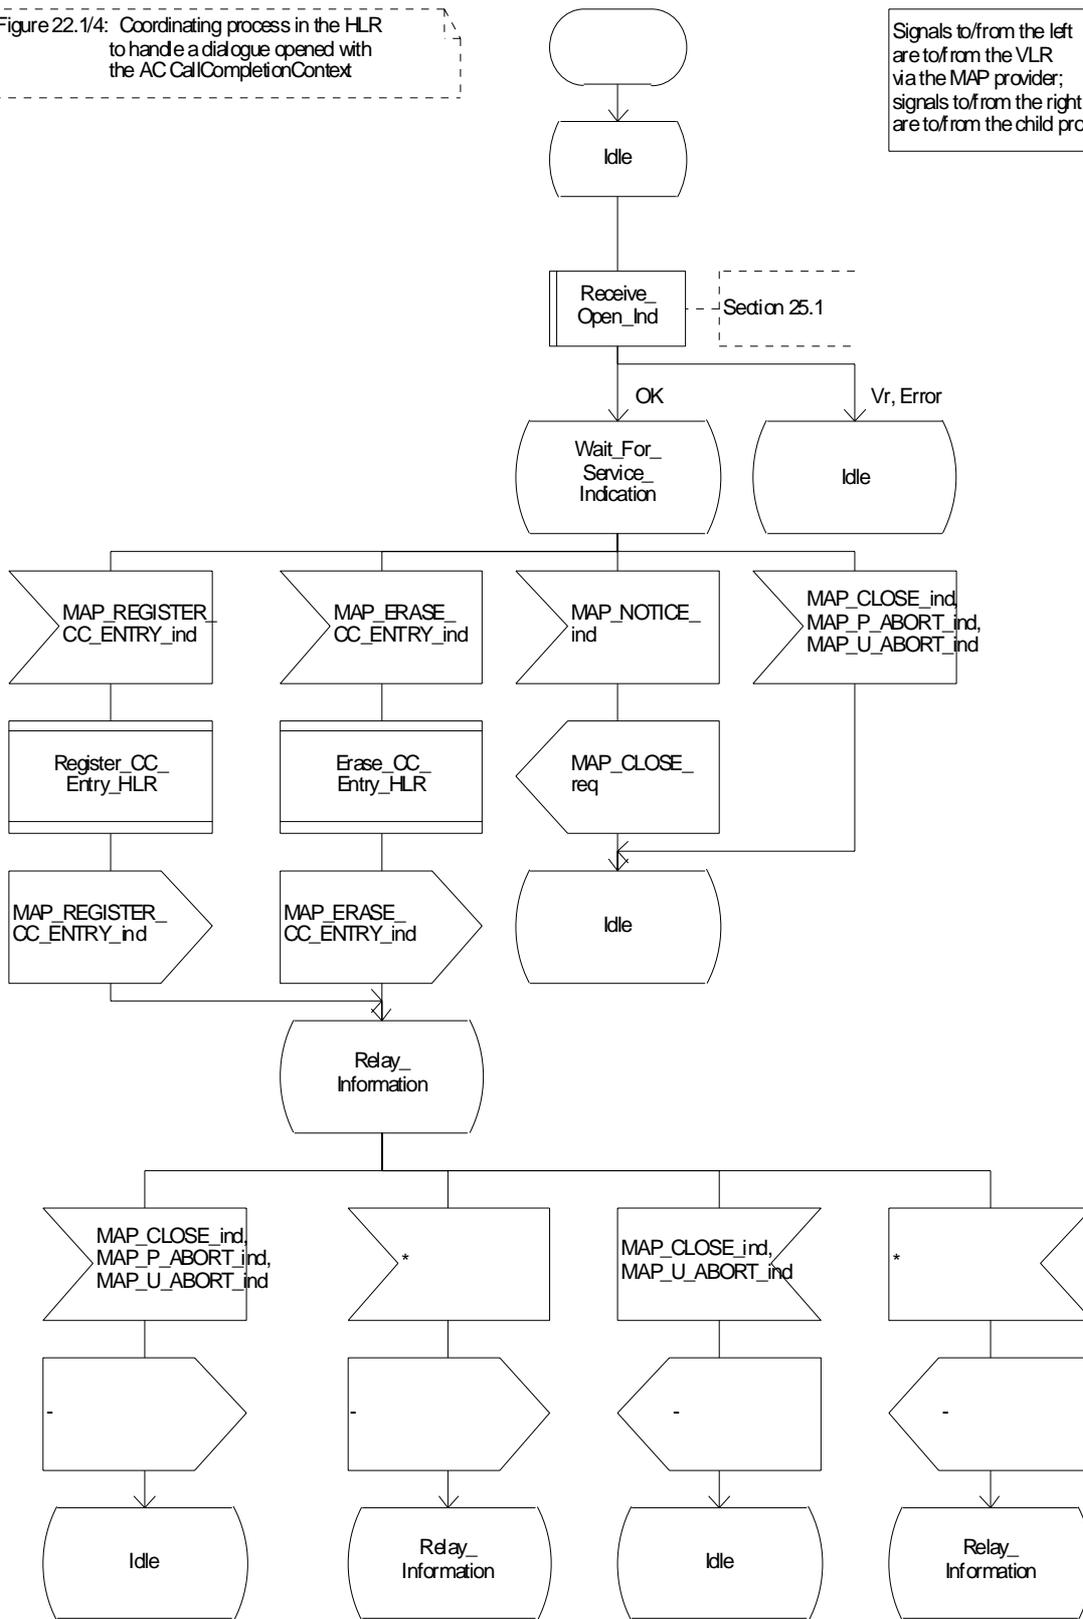 Figure 22.1/4: Coordinating process in the HLR
to handle a dialogue opened with
the AC CallCompletionContext
Signals to/from the left
are to/from the VLR
via the MAP provider;
signals to/from the right
are to/from the child
Idle
Receive_
Open_Ind
Section 25.1
OK
Vr, Error
Wait_For_
Service_
Indication
Idle
MAP_REGISTER_
CC_ENTRY_ind
MAP_ERASE_
CC_ENTRY_ind
MAP_NOTICE_
ind
MAP_CLOSE_ind,
MAP_P_ABORT_ind,
MAP_U_ABORT_ind
Register_CC_
Entry_HLR
Erase_CC_
Entry_HLR
MAP_CLOSE_
req
MAP_REGISTER_
CC_ENTRY_ind
MAP_ERASE_
CC_ENTRY_ind
Idle
Relay_
Information
MAP_CLOSE_ind,
MAP_P_ABORT_ind,
MAP_U_ABORT_ind
*
MAP_CLOSE_ind,
MAP_U_ABORT_ind
*
-
-
-
-
Idle
Relay_
Information
Idle
Relay_
Information